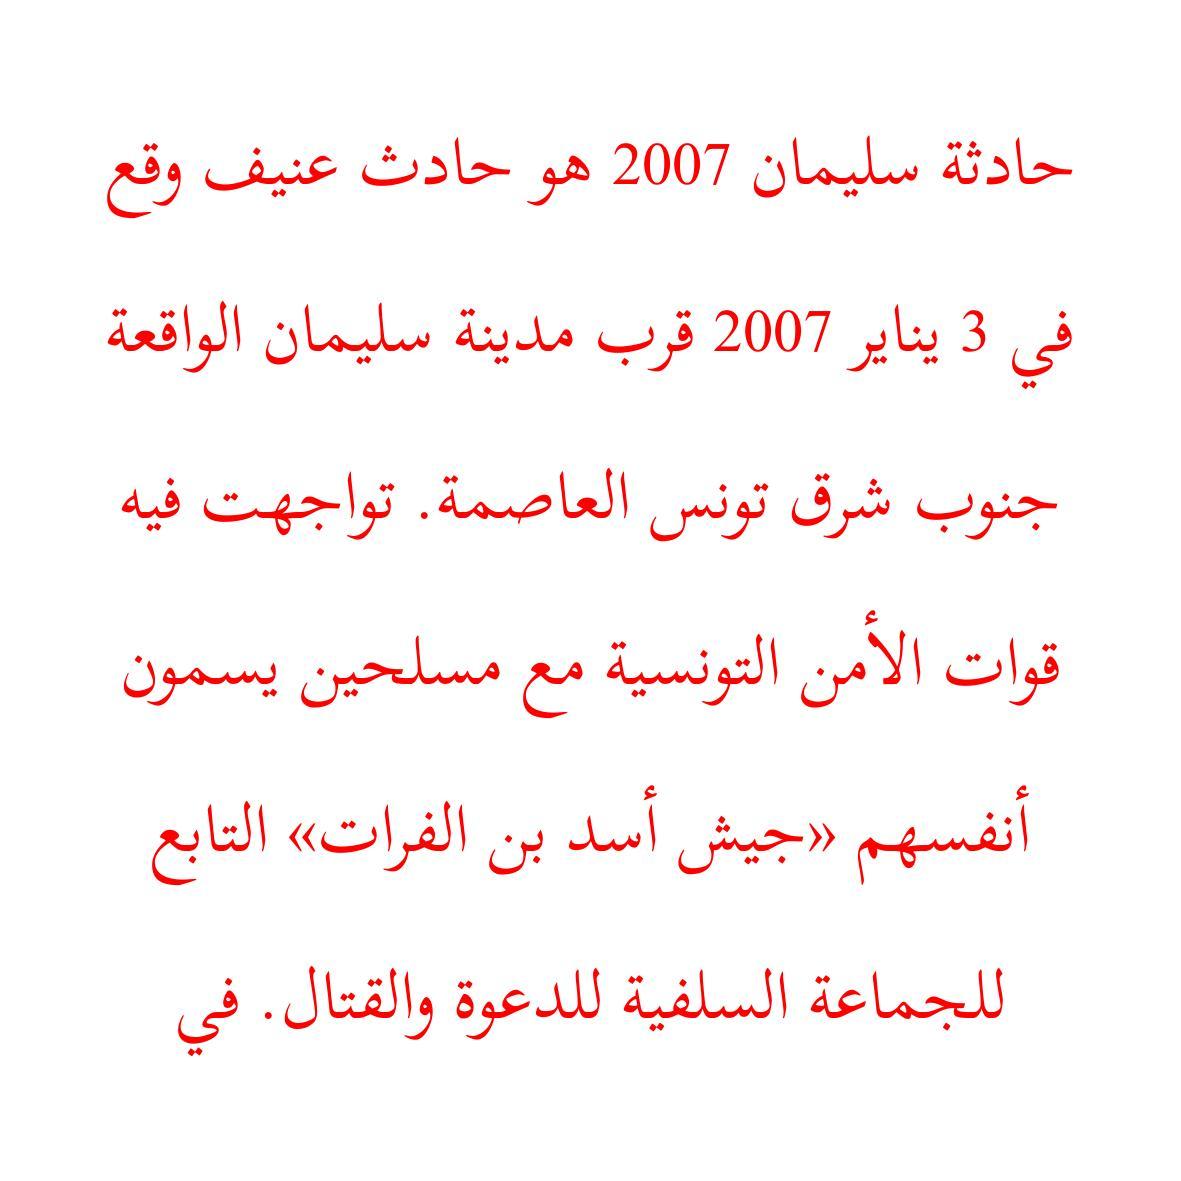 حادثة سليمان 2007 هو حادث عنيف وقع
في 3 يناير 2007 قرب مدينة سليمان الواقعة
جنوب شرق تونس العاصمة. تواجهت فيه
قوات الأمن التونسية مع مسلحين يسمون
أنفسهم «جيش أسد بن الفرات» التابع
للجماعة السلفية للدعوة والقتال. في